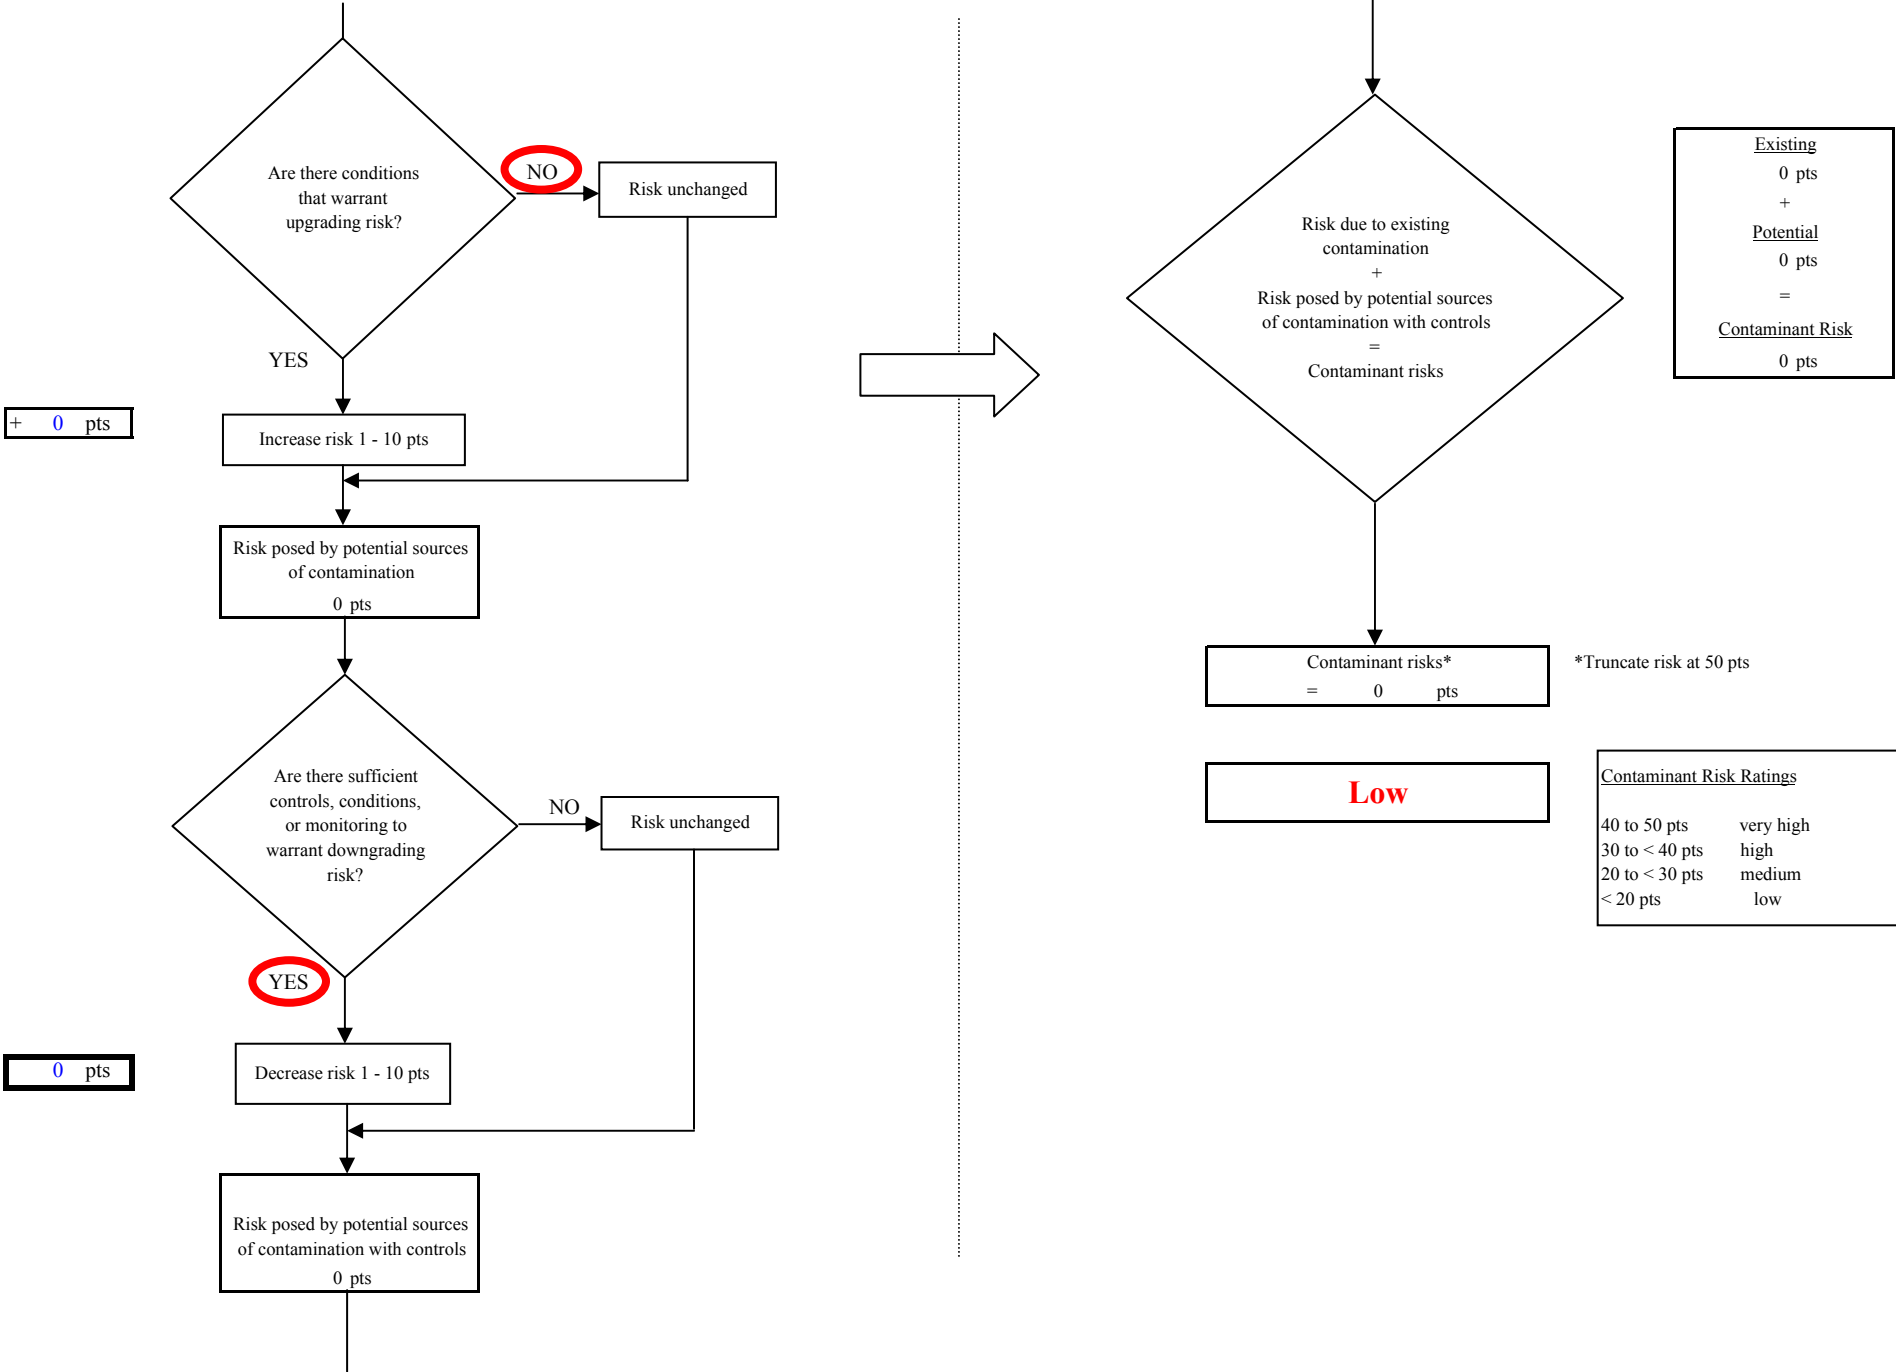 Are there conditions
that warrant
upgrading risk?
NO
Risk unchanged
YES
+ 0 pts
Increase risk 1 - 10 pts
Risk posed by potential sources
of contamination
0 pts
Are there sufficient
controls, conditions,
or monitoring to
warrant downgrading
risk?
NO
Risk unchanged
YES
0 pts
Decrease risk 1 - 10 pts
Risk posed by potential sources
of contamination with controls
0 pts
Risk due to existing
contamination
+
Risk posed by potential sources
of contamination with controls
=
Contaminant risks
Existing
0 pts
+
Potential
0 pts
=
Contaminant Risk
0 pts
Contaminant risks*
= 0 pts
*Truncate risk at 50 pts
Low
Contaminant Risk Ratings
40 to 50 pts very high
30 to < 40 pts high
20 to < 30 pts medium
< 20 pts low